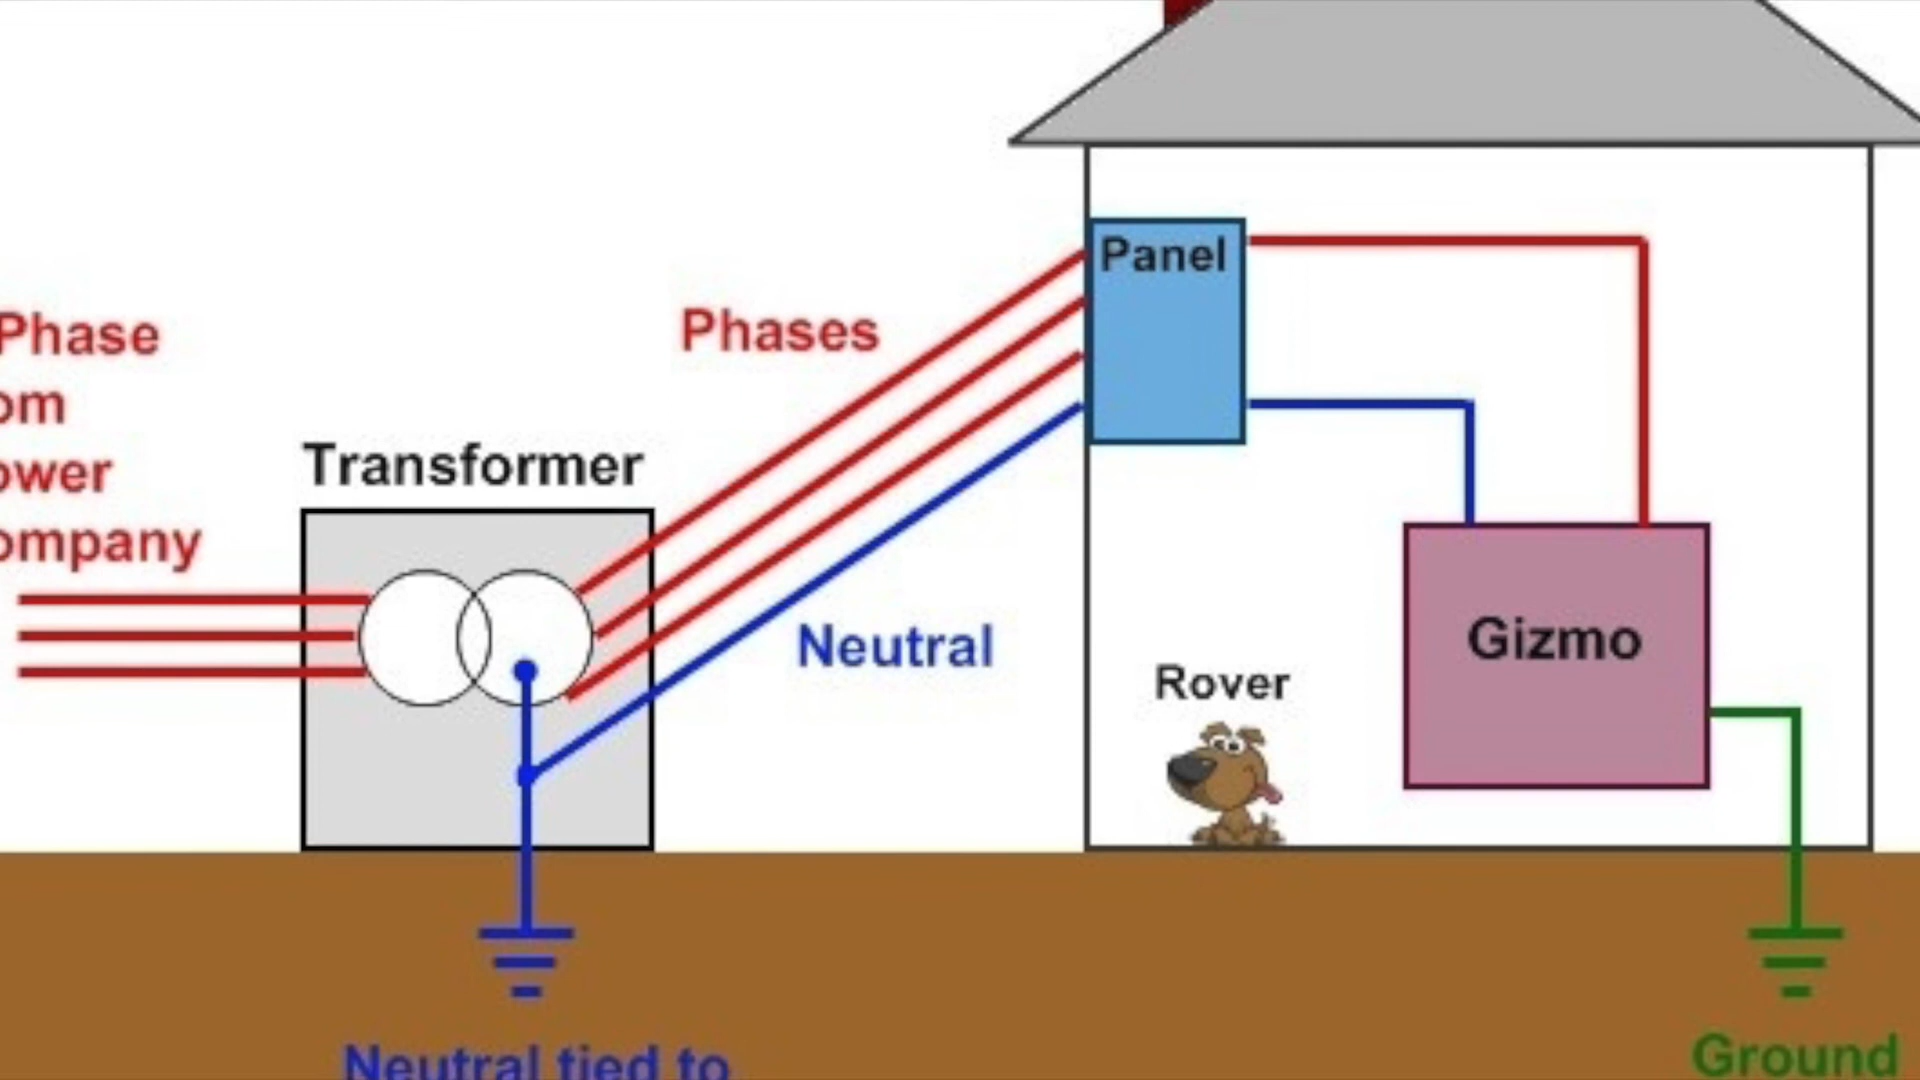 Phase
om
ower
ompany
Transformer
Phases
Neutral
Panel
Rover
Gizmo
Neutral tied to
Ground